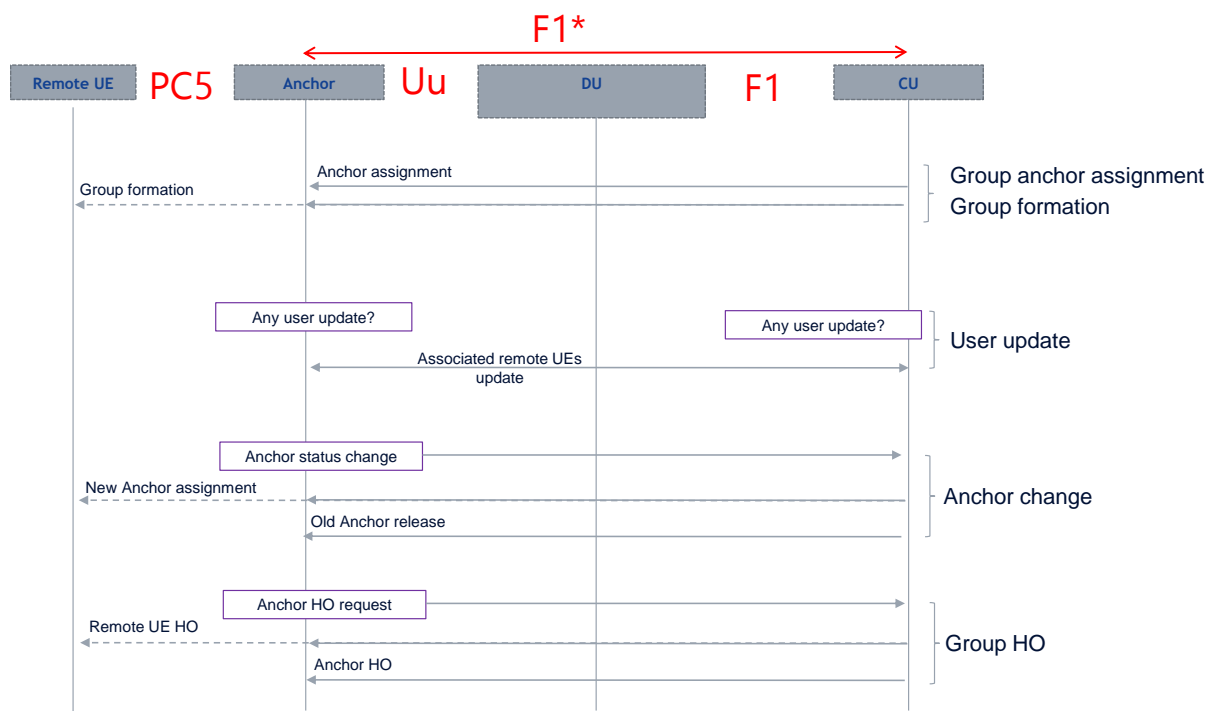 F1*
Remote UE
PC5
Anchor
Uu
DU
F1
CU
Anchor assignment
Group formation
Group anchor assignment
Group formation
Any user update?
Any user update?
User update
Associated remote UEs
update
Anchor status change
New Anchor assignment
Anchor change
Old Anchor release
Anchor HO request
Remote UE HO
Group HO
Anchor HO